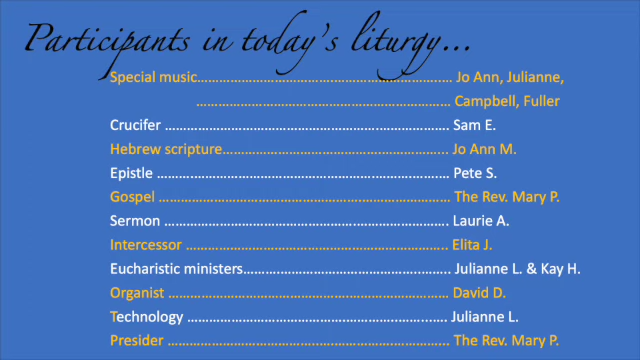 Participants in today's liturgy...
Special music........................................................................ Jo Ann, Julianne,
........................................................................ Campbell, Fuller
Crucifer ................................................................................ Sam E.
Hebrew scripture................................................................ Jo Ann M.
Epistle .................................................................................. Pete S.
Gospel .................................................................................. The Rev. Mary P.
Sermon ................................................................................ Laurie A.
Intercessor .......................................................................... Elita J.
Eucharistic ministers.......................................................... Julianne L. & Kay H.
Organist ............................................................................... David D.
Technology .......................................................................... Julianne L.
Presider ............................................................................... The Rev. Mary P.